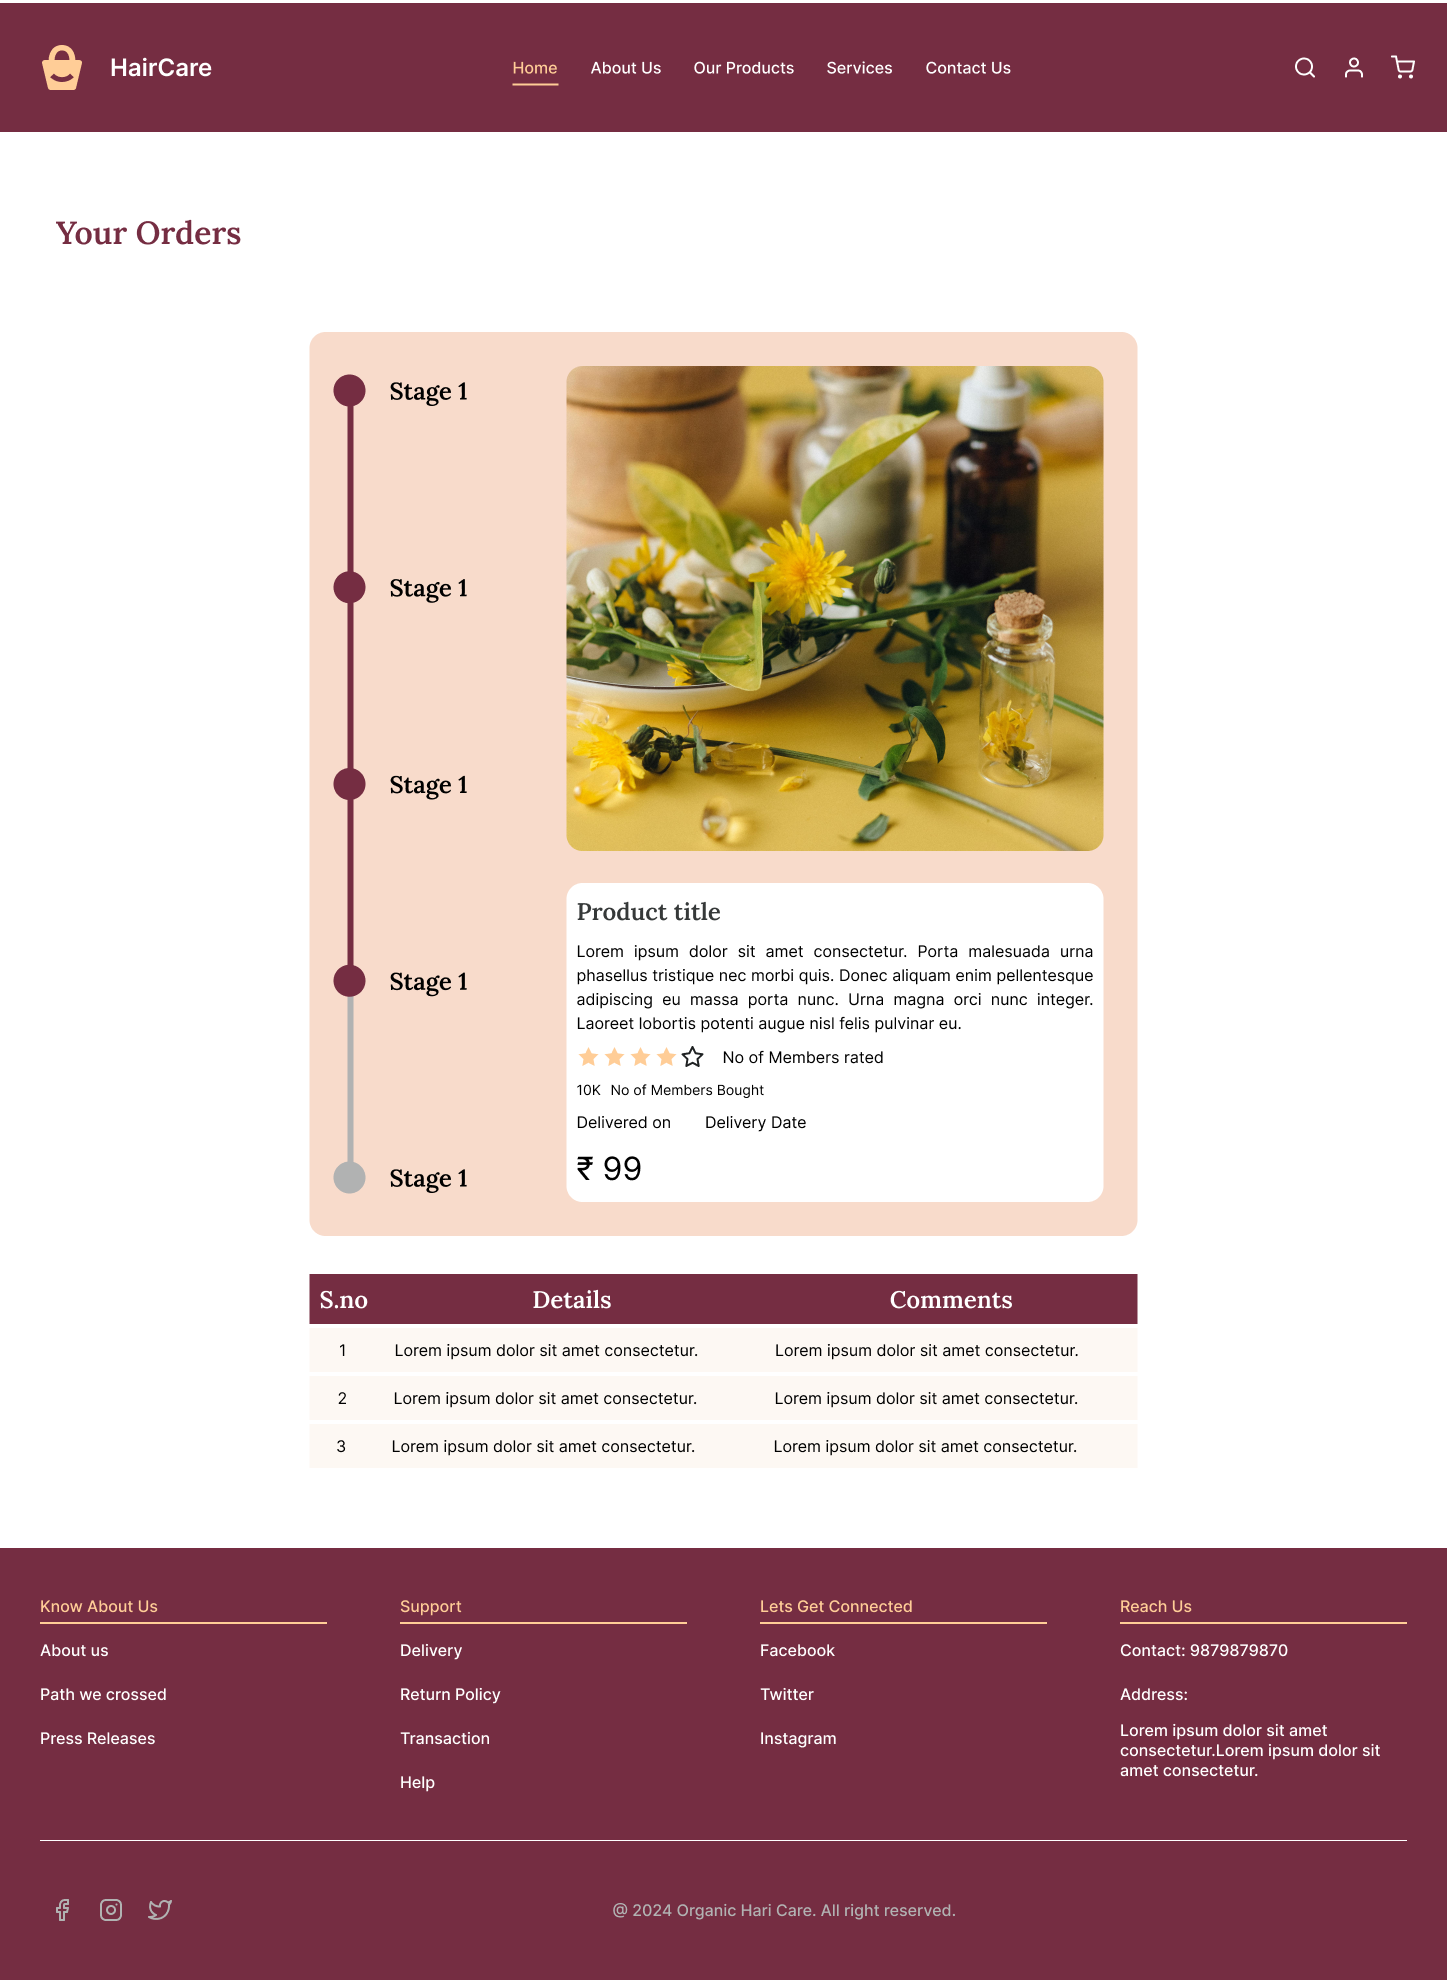 HairCare
Home
About Us
Our Products
Services
Contact Us
Your Orders
Stage 1
Stage 1
Stage 1
Stage 1
Stage 1
Product title
Lorem ipsum dolor sit amet consectetur. Porta malesuada urna
phasellus tristique nec morbi quis. Donec aliquam enim pellentesque
adipiscing eu massa porta nunc. Urna magna orci nunc integer.
Laoreet lobortis potenti augue nisl felis pulvinar eu.
No of Members rated
10K No of Members Bought
Delivered on Delivery Date
₹ 99
S.no Details Comments
1 Lorem ipsum dolor sit amet consectetur. Lorem ipsum dolor sit amet consectetur.
2 Lorem ipsum dolor sit amet consectetur. Lorem ipsum dolor sit amet consectetur.
3 Lorem ipsum dolor sit amet consectetur. Lorem ipsum dolor sit amet consectetur.
Know About Us
About us
Path we crossed
Press Releases
Support
Delivery
Return Policy
Transaction
Help
Lets Get Connected
Facebook
Twitter
Instagram
Reach Us
Contact: 9879879870
Address:
Lorem ipsum dolor sit amet
consectetur.Lorem ipsum dolor sit
amet consectetur.
@ 2024 Organic Hari Care. All right reserved.